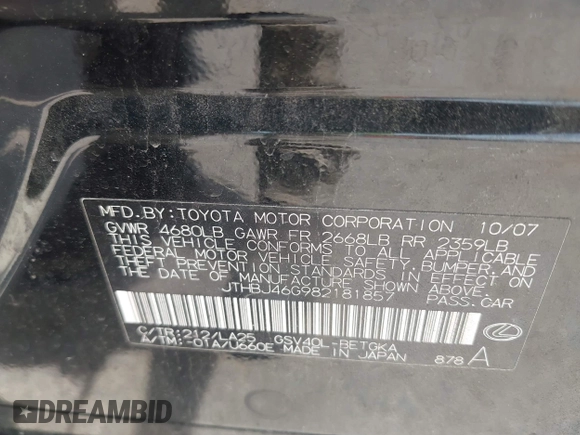 MFD. BY: TOYOTA MOTOR CORPORATION 10/07
GVWR 4680LB GAWR FR 2668LB RR 2359LB
THIS VEHICLE CONFORMS TO ALL APPLICABLE
FEDERAL MOTOR VEHICLE SAFETY, BUMPER, AND
THEFT PREVENTION STANDARDS IN EFFECT ON
THE DATE OF MANUFACTURE SHOWN ABOVE.
JTHBJ46G982181857 PASS.CAR
C/TR:212/LA25 GSV40L-BETGKA
A/TM:-01A/U660E MADE IN JAPAN 878 A
DREAMBID